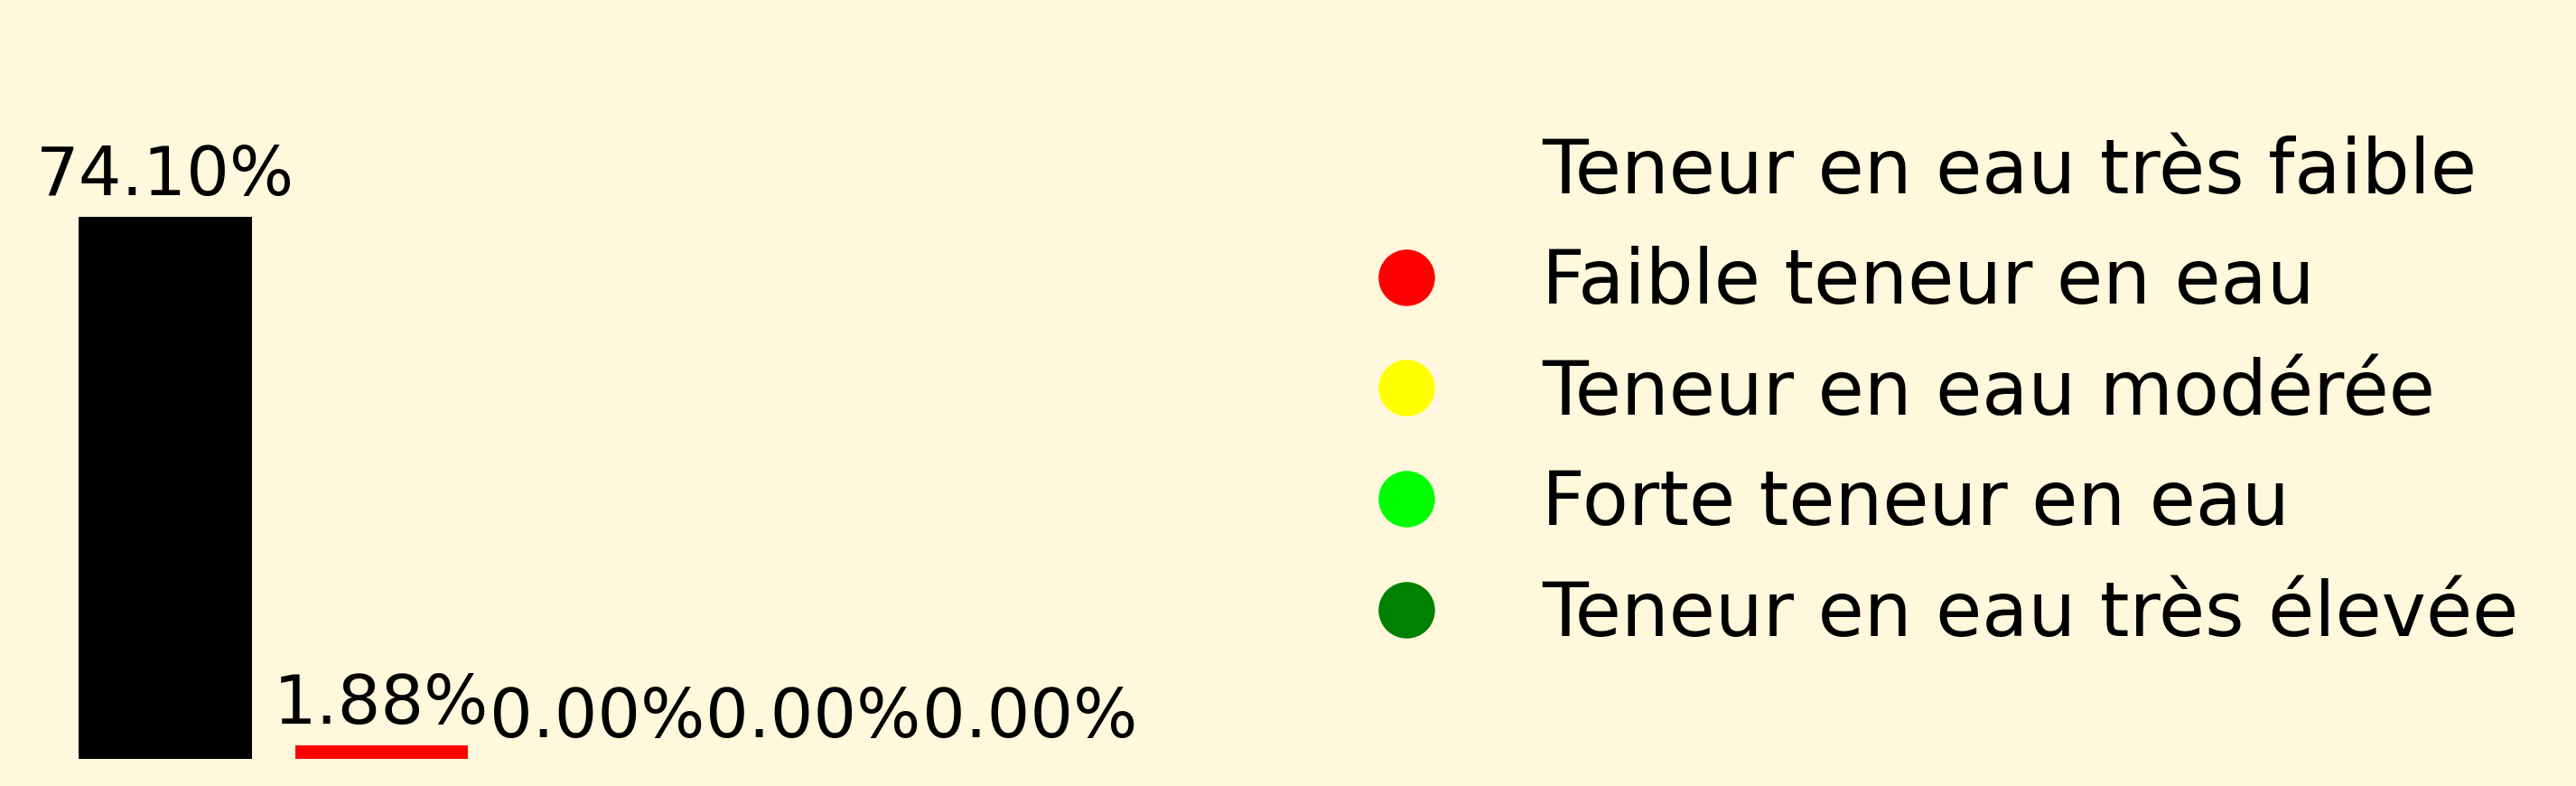 74.10%
1.88%
0.00%
0.00%
0.00%
Teneur en eau très faible
Faible teneur en eau
Teneur en eau modérée
Forte teneur en eau
Teneur en eau très élevée